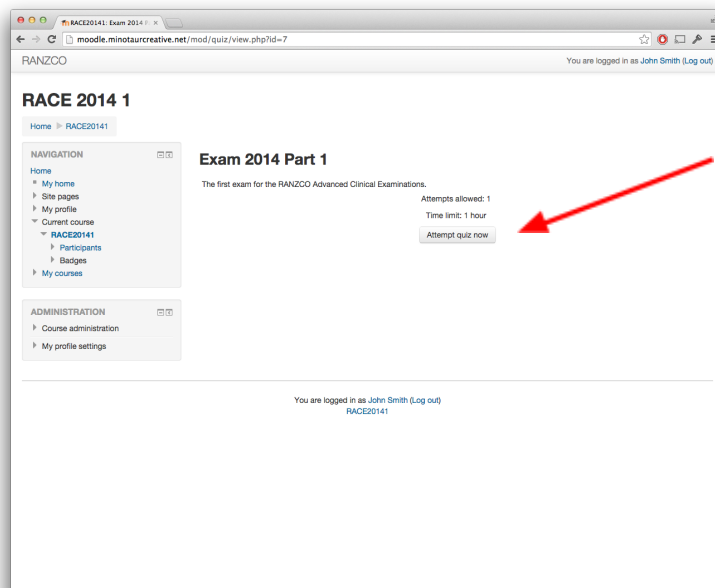 RACE20141: Exam 2014 P
moodle.minotaurcreative.net/mod/quiz/view.php?id=7
RANZCO
You are logged in as John Smith (Log out)
RACE 2014 1
Home RACE20141
NAVIGATION
Home
My home
Site pages
My profile
Current course
RACE20141
Participants
Badges
My courses
Exam 2014 Part 1
The first exam for the RANZCO Advanced Clinical Examinations.
Attempts allowed: 1
Time limit: 1 hour
Attempt quiz now
ADMINISTRATION
Course administration
My profile settings
You are logged in as John Smith (Log out)
RACE20141